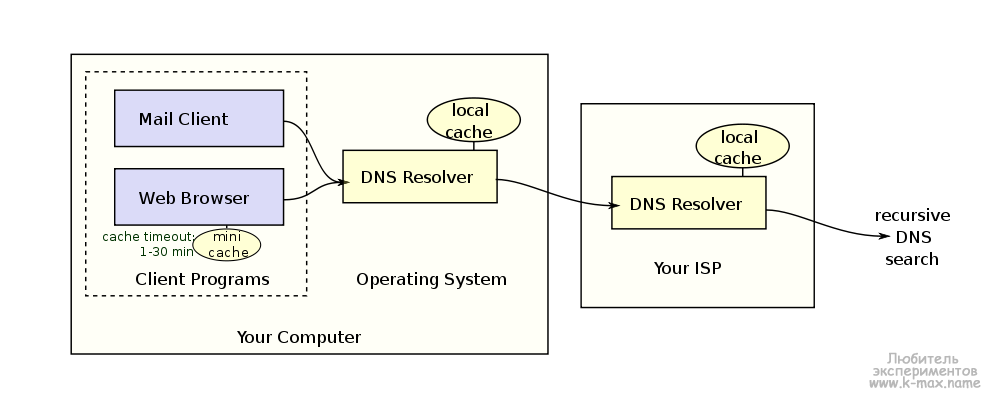 Mail Client
Web Browser
cache timeout:
1-30 min
mini
cache
Client Programs
local
cache
DNS Resolver
Operating System
Your Computer
local
cache
DNS Resolver
Your ISP
recursive
DNS
search
Любитель
экспериментов
www.k-max.name